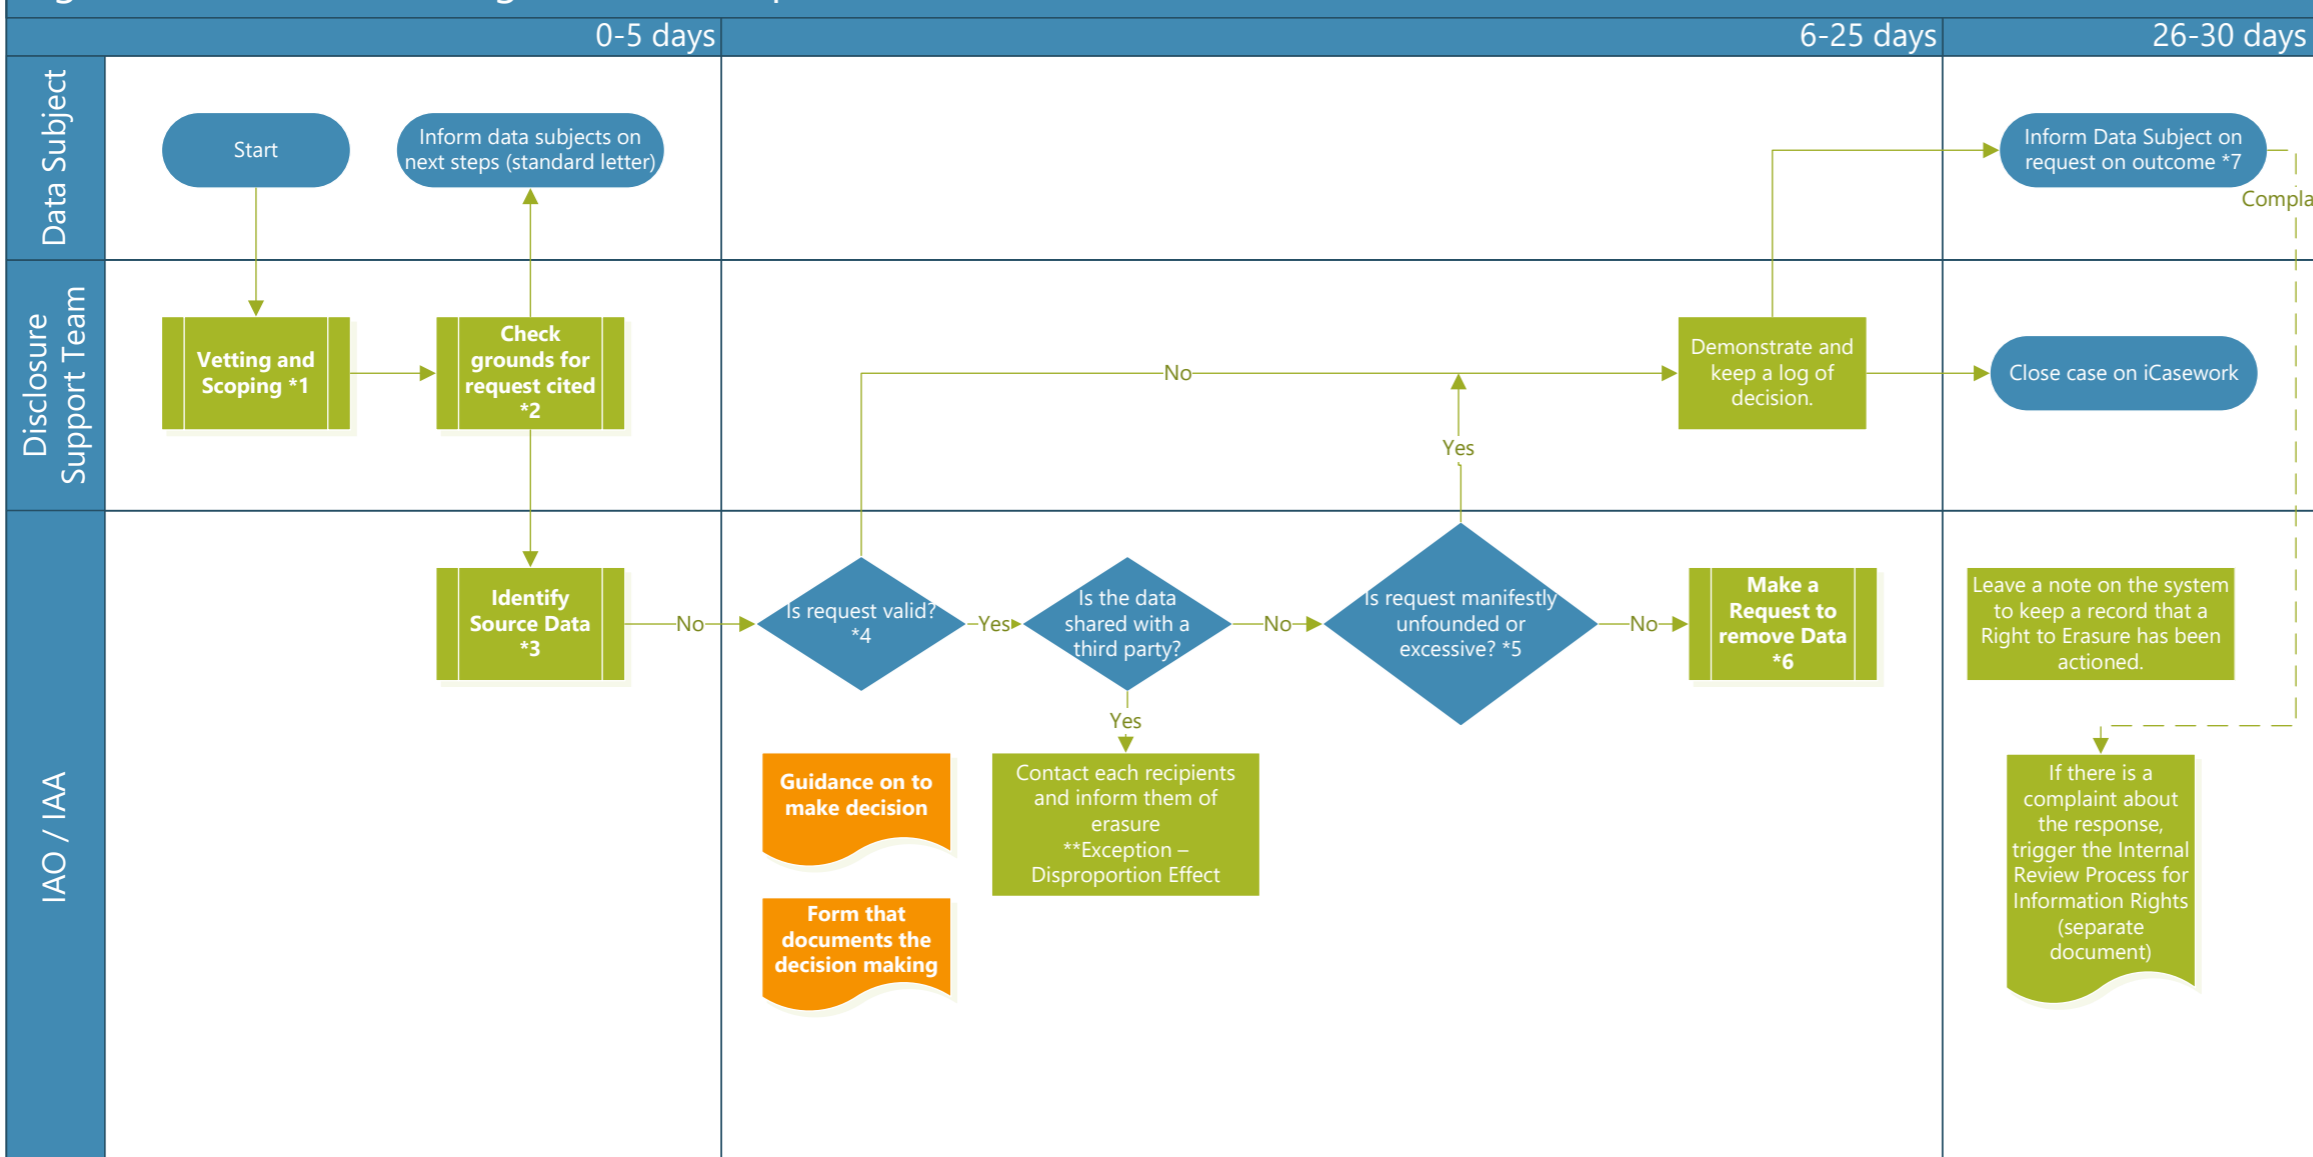 0-5 days
6-25 days
26-30 days
Data Subject
Start
Inform data subjects on
next steps (standard letter)
Inform Data Subject on
request on outcome *7
Disclosure
Support Team
Vetting and
Scoping *1
Check
grounds for
request cited
*2
No
Yes
Demonstrate and
keep a log of
decision.
Close case on iCasework
IAO / IAA
Identify
Source Data
*3
No
Is request valid?
*4
Yes
Is the data
shared with a
third party?
No
Is request manifestly
unfounded or
excessive? *5
No
Make a
Request to
remove Data
*6
Leave a note on the system
to keep a record that a
Right to Erasure has been
actioned.
Yes
Guidance on to
make decision
Contact each recipients
and inform them of
erasure
**Exception –
Disproportion Effect
Form that
documents the
decision making
If there is a
complaint about
the response,
trigger the Internal
Review Process for
Information Rights
(separate
document)